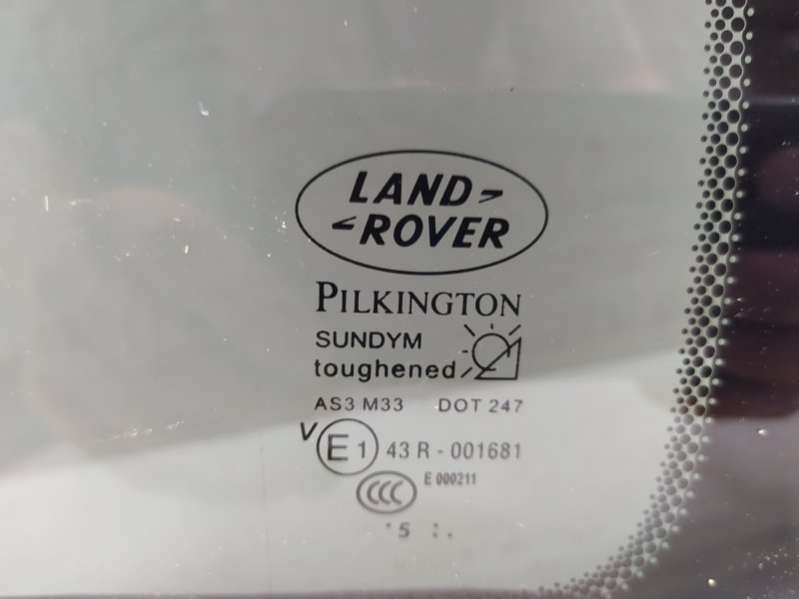 LAND
ROVER
PILKINGTON
SUNDYM
toughened
AS3 M33 DOT 247
V E1 43 R - 001681
CCC E 000211
5